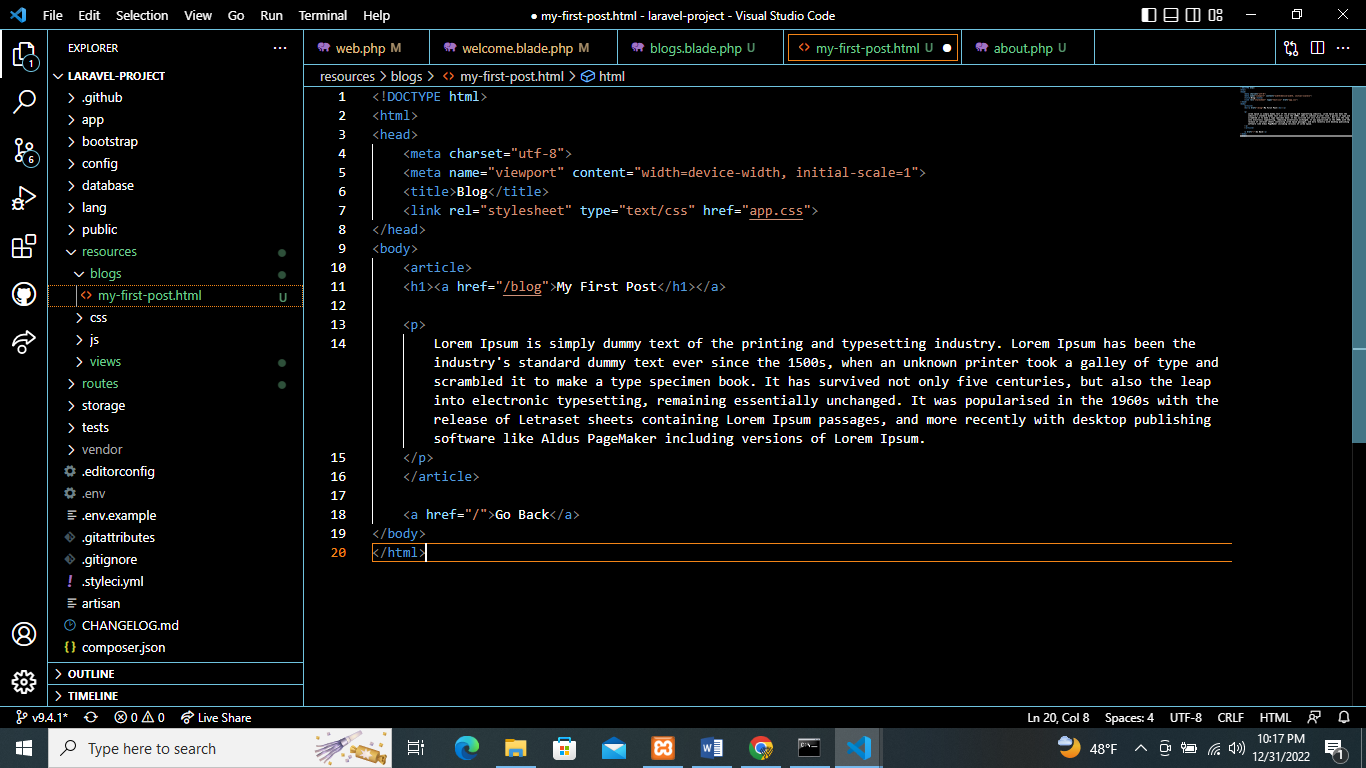 File Edit Selection View Go Run Terminal Help ● my-first-post.html - laravel-project - Visual Studio Code
EXPLORER ···
web.php M welcome.blade.php M blogs.blade.php U my-first-post.html U ● about.php U
resources > blogs > my-first-post.html > html
1
6
LARAVEL-PROJECT
.github
app
bootstrap
config
database
lang
public
resources
blogs
my-first-post.html U
css
js
views
routes
storage
tests
vendor
.editorconfig
.env
.env.example
.gitattributes
.gitignore
.styleci.yml
artisan
CHANGELOG.md
composer.json
OUTLINE
TIMELINE
1 <!DOCTYPE html>
2 <html>
3 <head>
4 <meta charset="utf-8">
5 <meta name="viewport" content="width=device-width, initial-scale=1">
6 <title>Blog</title>
7 <link rel="stylesheet" type="text/css" href="app.css">
8 </head>
9 <body>
10 <article>
11 <h1><a href="/blog">My First Post</h1></a>
12
13 <p>
14 Lorem Ipsum is simply dummy text of the printing and typesetting industry. Lorem Ipsum has been the
industry's standard dummy text ever since the 1500s, when an unknown printer took a galley of type and
scrambled it to make a type specimen book. It has survived not only five centuries, but also the leap
into electronic typesetting, remaining essentially unchanged. It was popularised in the 1960s with the
release of Letraset sheets containing Lorem Ipsum passages, and more recently with desktop publishing
software like Aldus PageMaker including versions of Lorem Ipsum.
15 </p>
16 </article>
17
18 <a href="/">Go Back</a>
19 </body>
20 </html>
v9.4.1* 0 0 Live Share Ln 20, Col 8 Spaces: 4 UTF-8 CRLF HTML
Type here to search 48°F 10:17 PM
12/31/2022
1